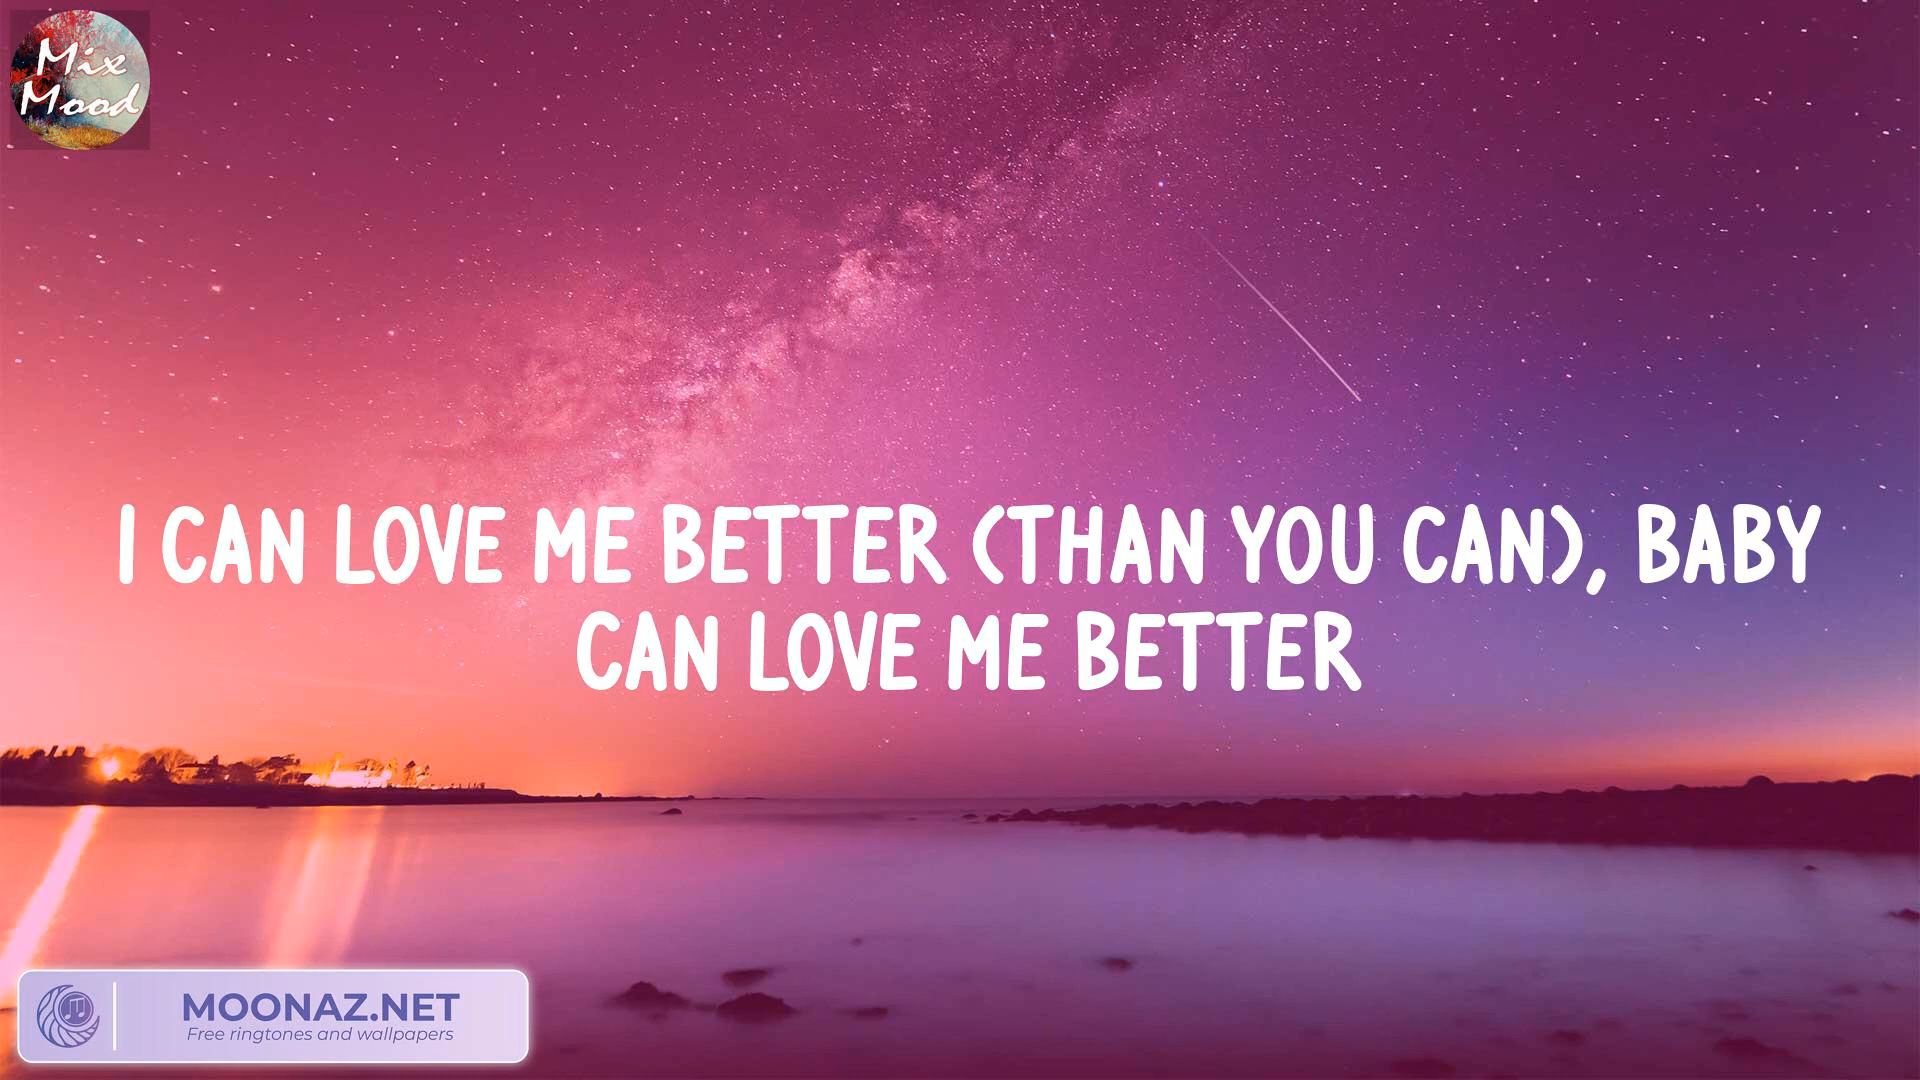 Mix
Mood
I CAN LOVE ME BETTER (THAN YOU CAN), BABY
CAN LOVE ME BETTER
MOONAZ.NET
Free ringtones and wallpapers